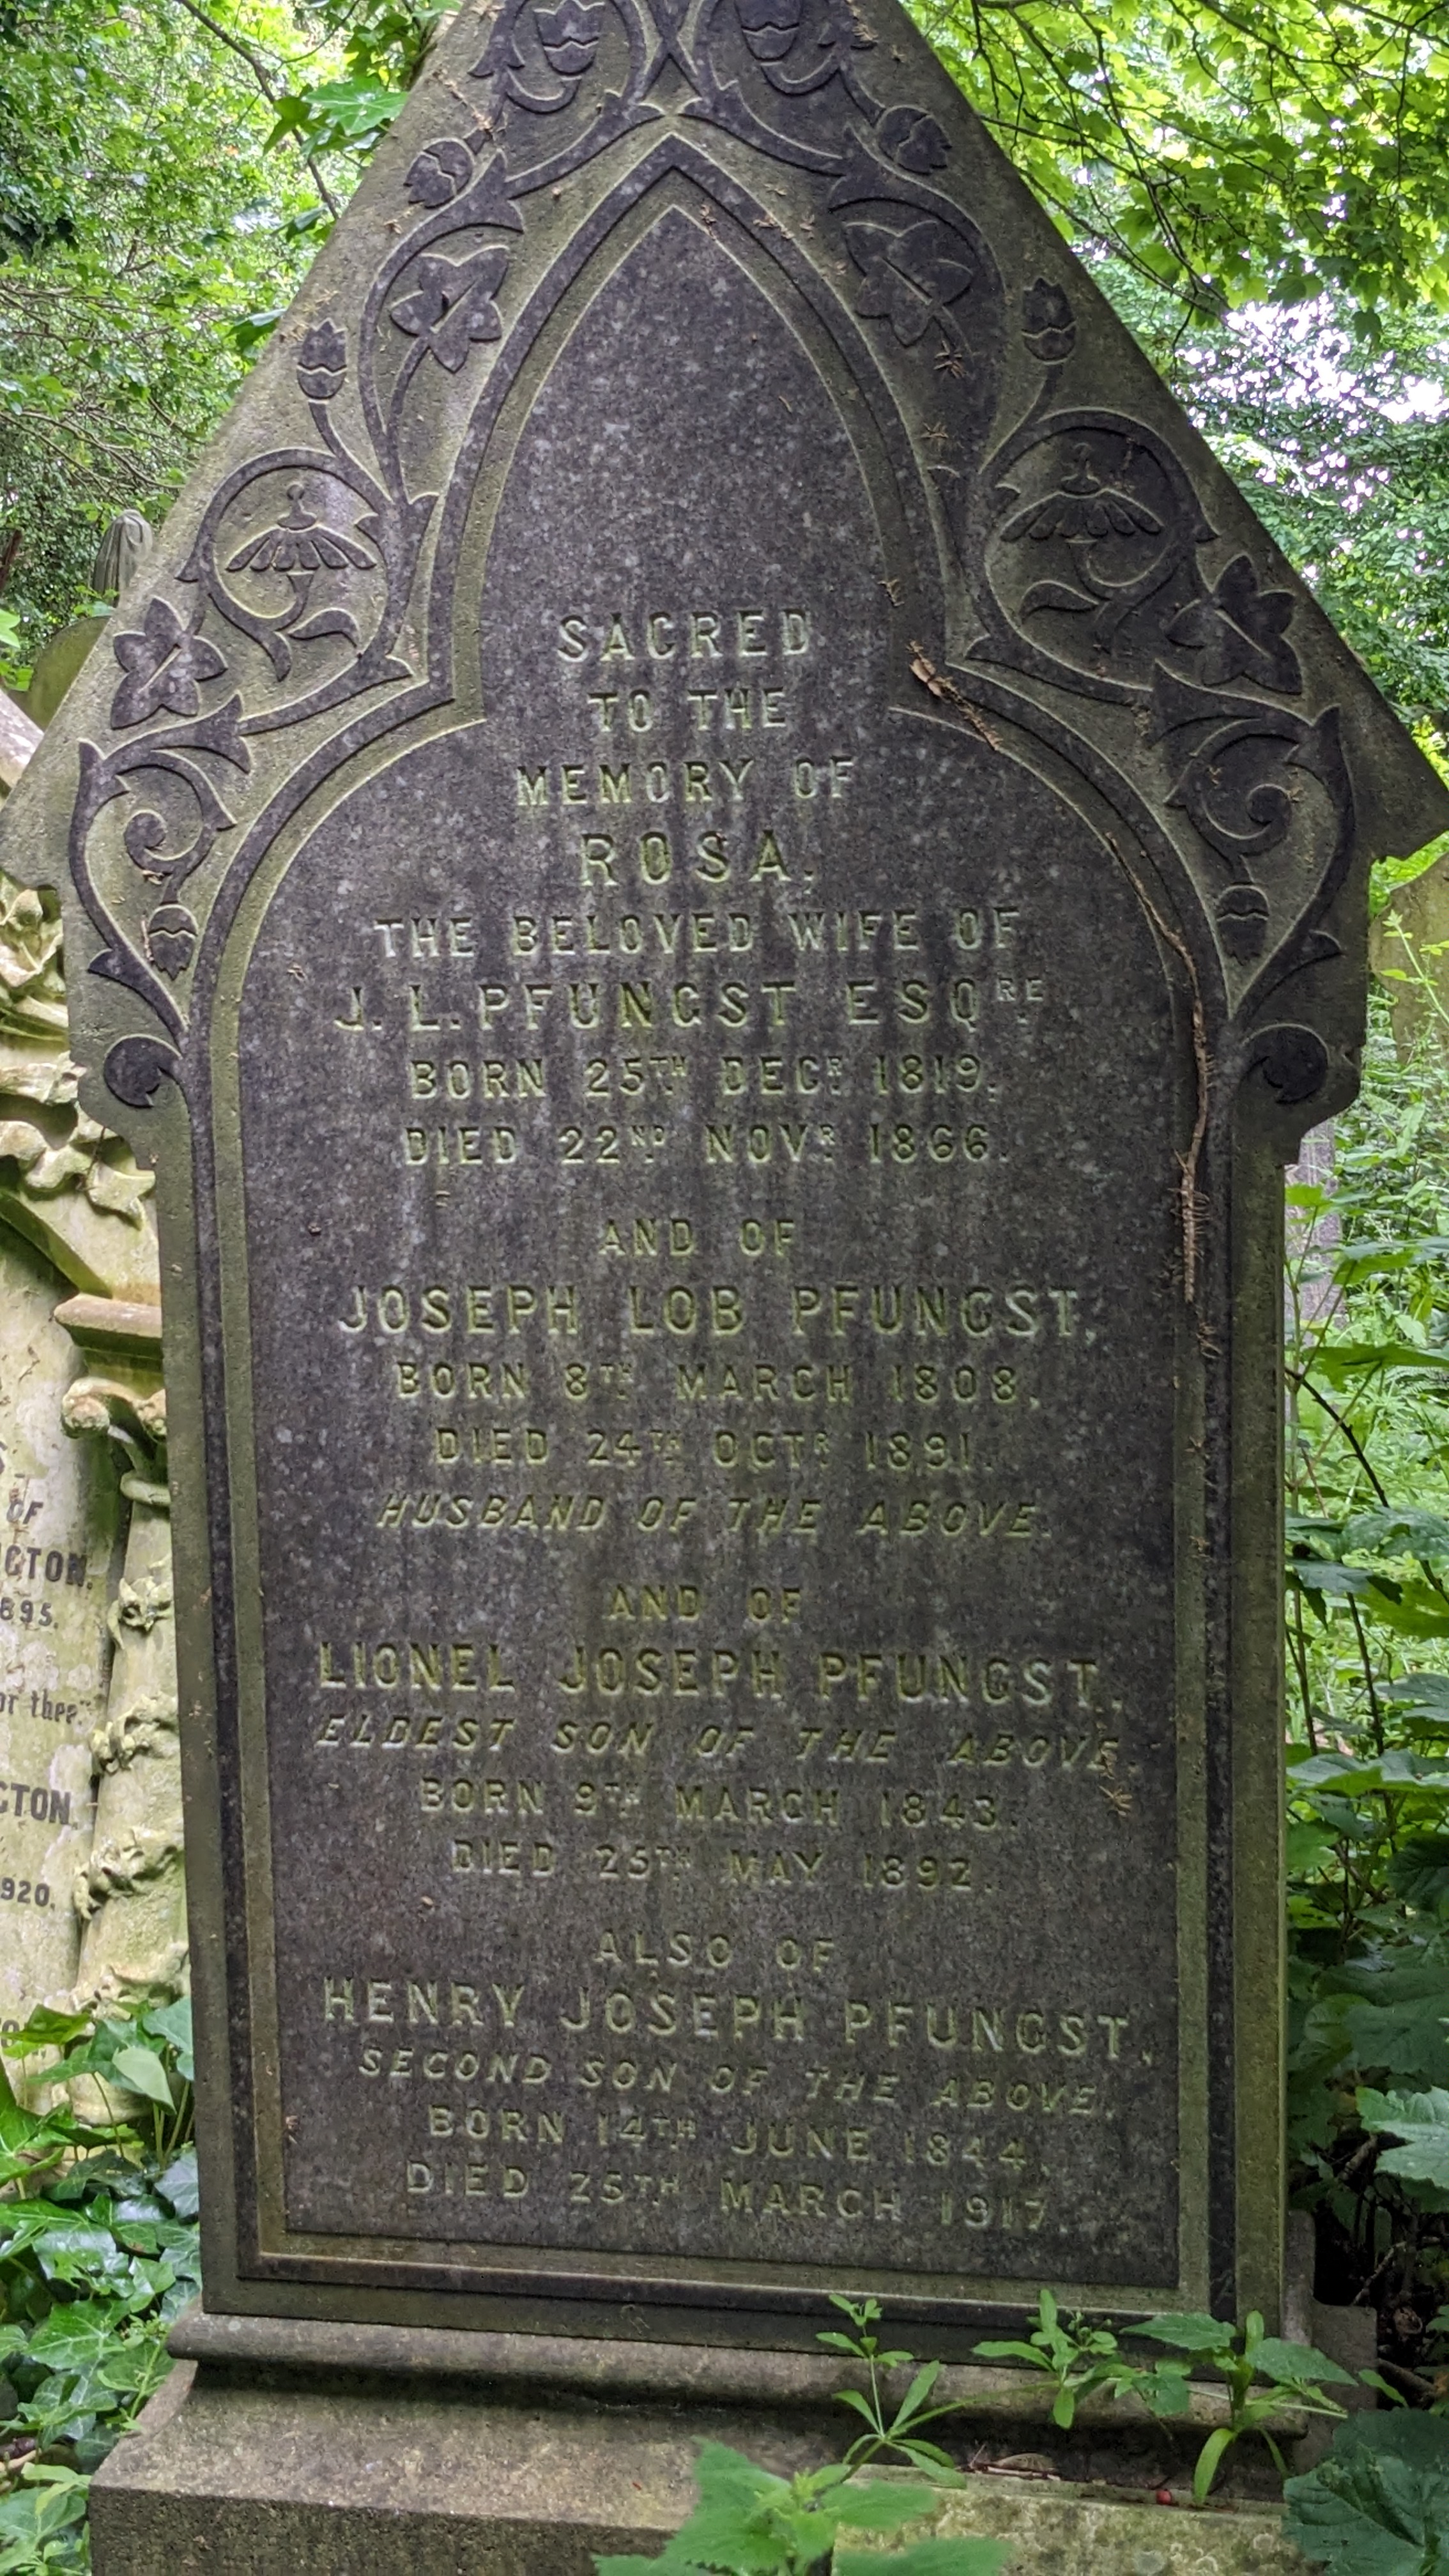 SACRED
TO THE
MEMORY OF
ROSA,
THE BELOVED WIFE OF
J. L. PFUNGST ESQRE
BORN 25TH DECR 1819,
DIED 22ND NOVR 1866.
AND OF
JOSEPH LOB PFUNGST,
BORN 8TH MARCH 1808,
DIED 24TH OCTR 1891.
HUSBAND OF THE ABOVE.
AND OF
LIONEL JOSEPH PFUNGST,
ELDEST SON OF THE ABOVE.
BORN 9TH MARCH 1843.
DIED 25TH MAY 1892.
ALSO OF
HENRY JOSEPH PFUNGST,
SECOND SON OF THE ABOVE,
BORN 14TH JUNE 1844,
DIED 25TH MARCH 1917.
OF
GTON.
895.
or thee."
GTON.
920.